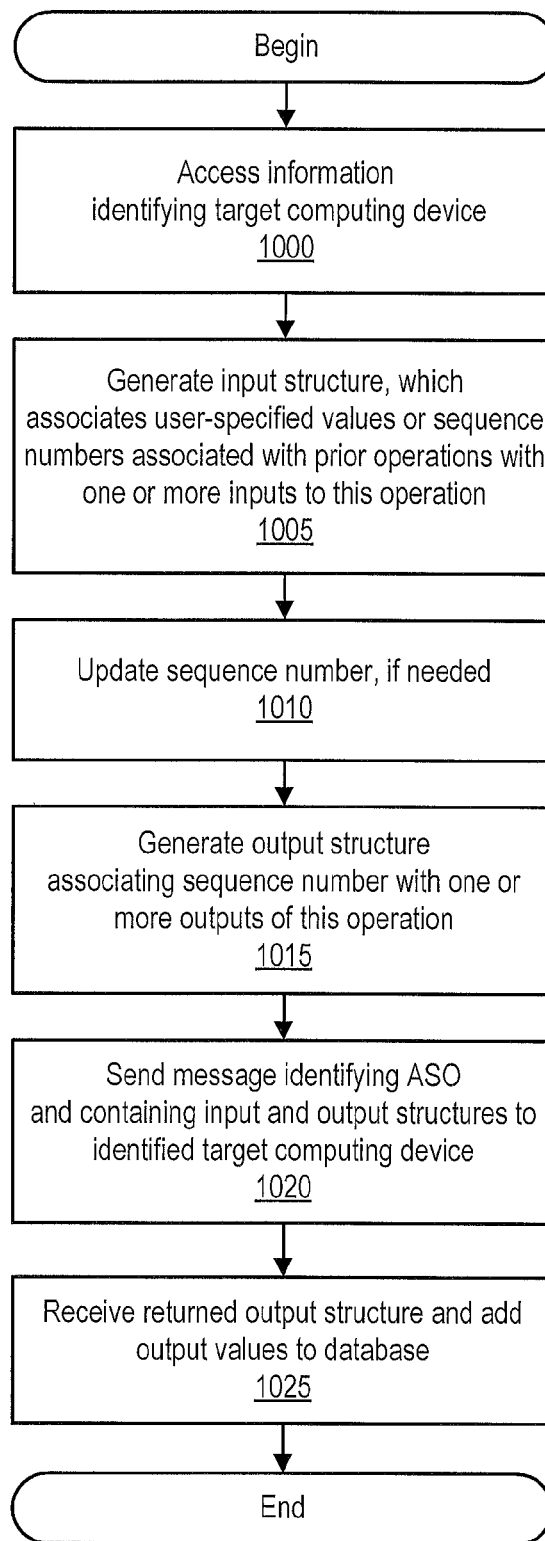 Begin
Access information
identifying target computing device
1000
Generate input structure, which
associates user-specified values or sequence
numbers associated with prior operations with
one or more inputs to this operation
1005
Update sequence number, if needed
1010
Generate output structure
associating sequence number with one or
more outputs of this operation
1015
Send message identifying ASO
and containing input and output structures to
identified target computing device
1020
Receive returned output structure and add
output values to database
1025
End